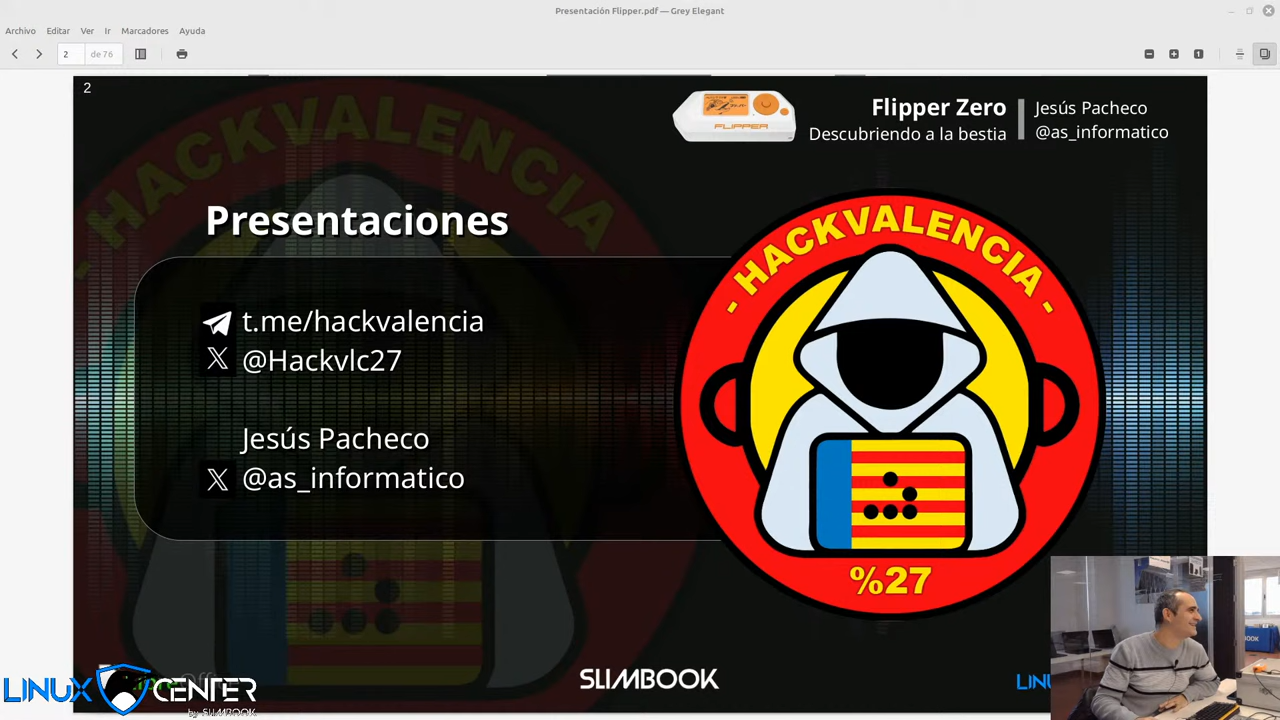 Presentación Flipper.pdf — Grey Elegant
Archivo Editar Ver Ir Marcadores Ayuda
2 de 76
2
FLIPPER
Flipper Zero
Descubriendo a la bestia
Jesús Pacheco
@as_informatico
Presentaciones
t.me/hackvalencia
@Hackvlc27
Jesús Pacheco
@as_informatico
- HACKVALENCIA -
%27
HACKVALENCIA
LINUX CENTER
by SLIMBOOK
SLIMBOOK
LINU